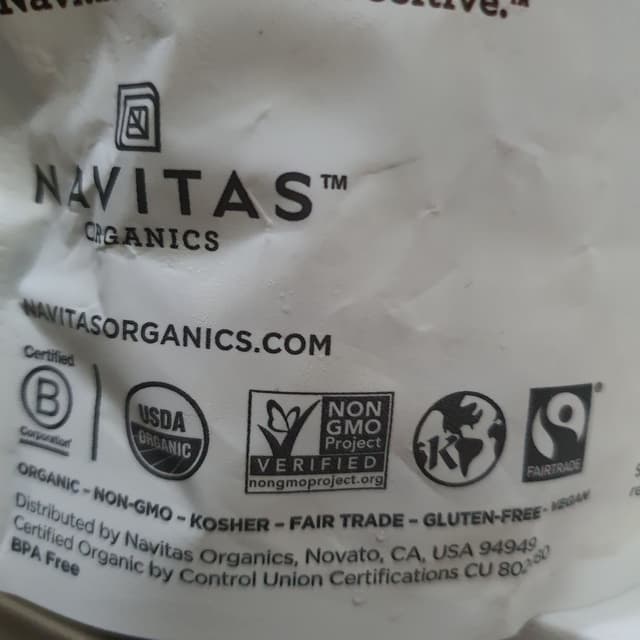 NAVITAS™
ORGANICS
NAVITASORGANICS.COM
Certified
B
Corporation
USDA
ORGANIC
NON
GMO
Project
VERIFIED
nongmoproject.org
K
FAIRTRADE
ORGANIC – NON-GMO – KOSHER – FAIR TRADE – GLUTEN-FREE – VEGAN
Distributed by Navitas Organics, Novato, CA, USA 94949
Certified Organic by Control Union Certifications CU
BPA Free